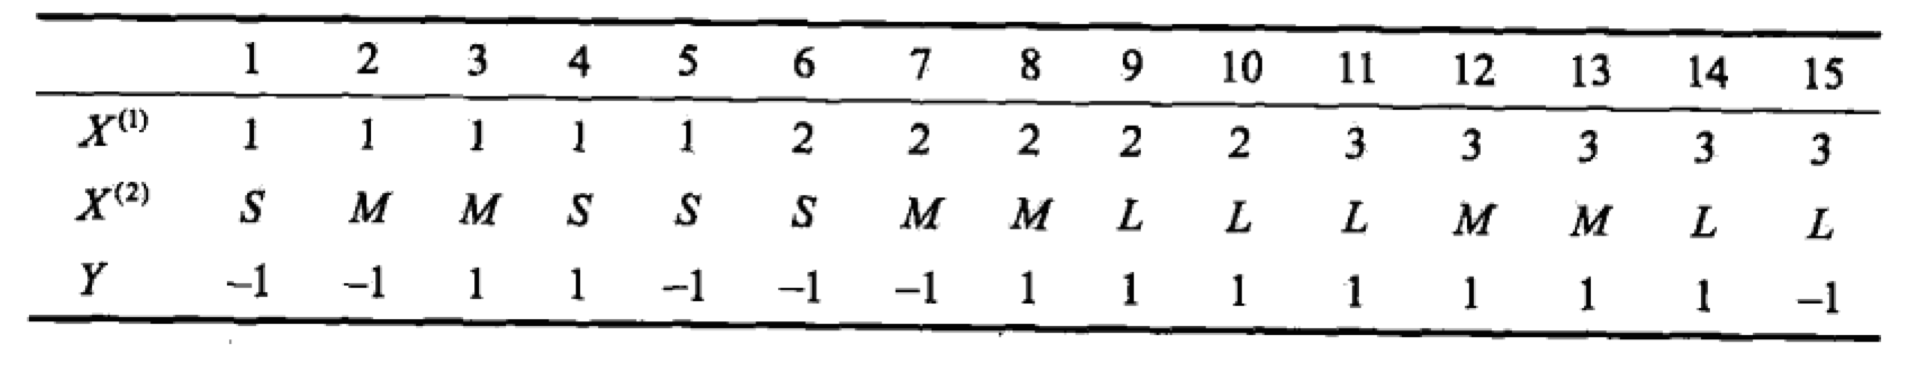 1 2 3 4 5 6 7 8 9 10 11 12 13 14 15
X(1) 1 1 1 1 1 2 2 2 2 2 3 3 3 3 3
X(2) S M M S S S M M L L L M M L L
Y –1 –1 1 1 –1 –1 –1 1 1 1 1 1 1 1 –1